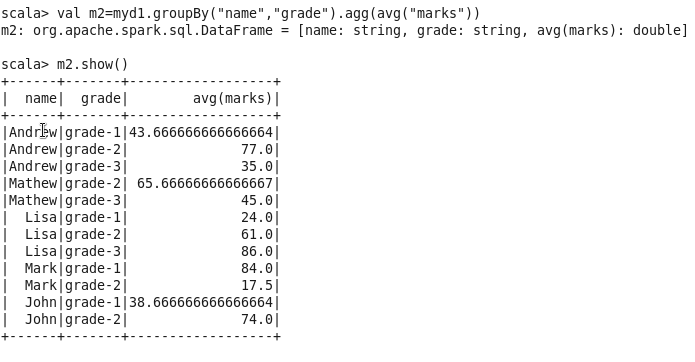 scala> val m2=myd1.groupBy("name","grade").agg(avg("marks"))
m2: org.apache.spark.sql.DataFrame = [name: string, grade: string, avg(marks): double]
scala> m2.show()
+------+-------+------------------+
|  name|  grade|        avg(marks)|
+------+-------+------------------+
|Andrew|grade-1|43.666666666666664|
|Andrew|grade-2|              77.0|
|Andrew|grade-3|              35.0|
|Mathew|grade-2| 65.66666666666667|
|Mathew|grade-3|              45.0|
|  Lisa|grade-1|              24.0|
|  Lisa|grade-2|              61.0|
|  Lisa|grade-3|              86.0|
|  Mark|grade-1|              84.0|
|  Mark|grade-2|              17.5|
|  John|grade-1|38.666666666666664|
|  John|grade-2|              74.0|
+------+-------+------------------+